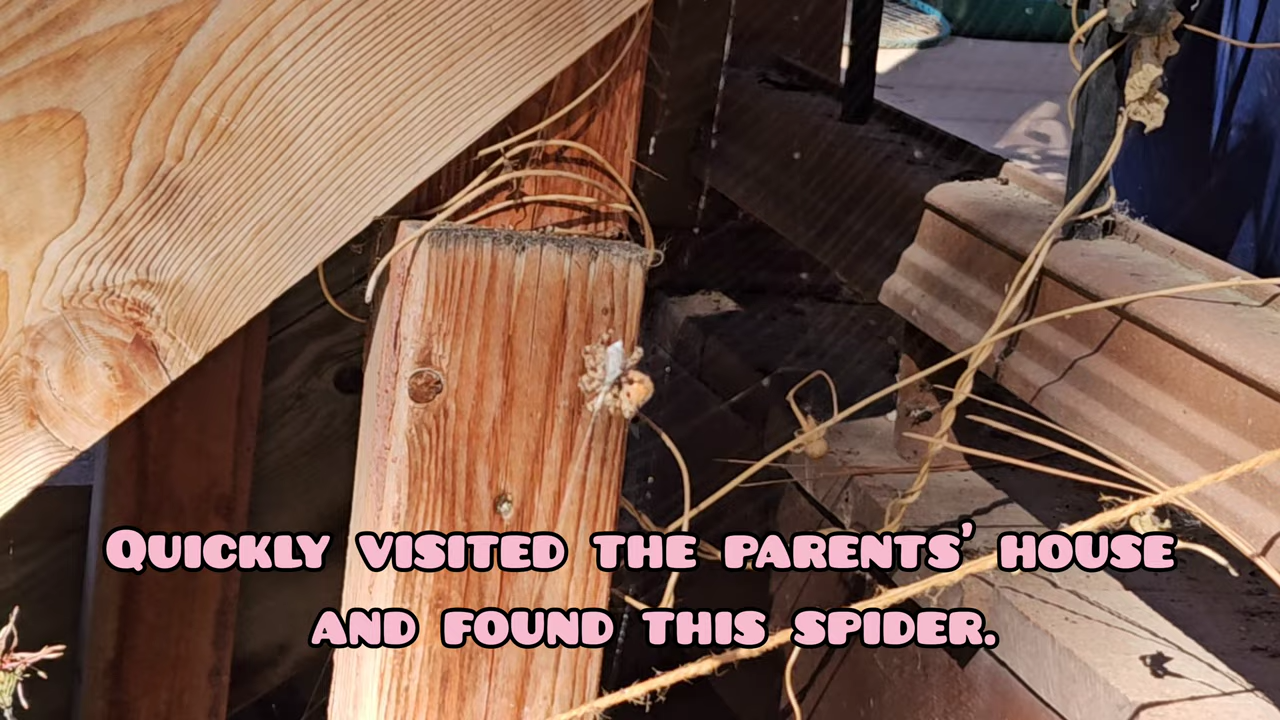 Quickly visited the parents’ house
and found this spider.